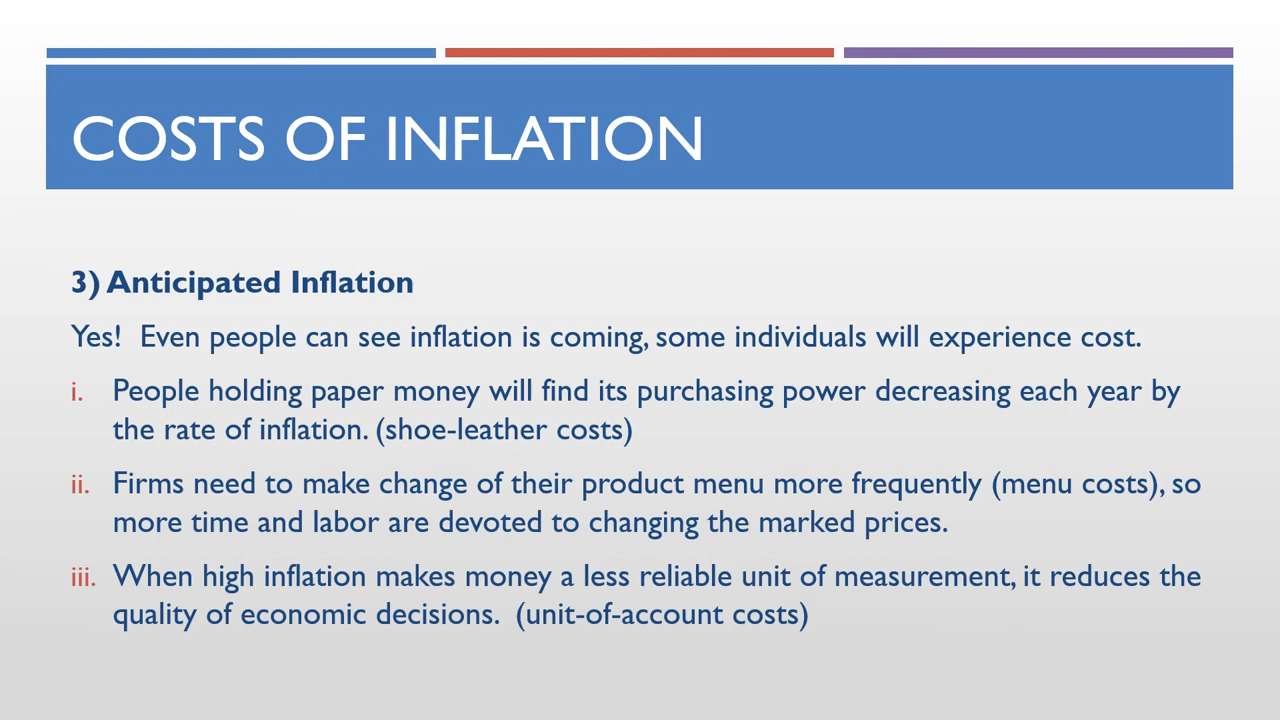 COSTS OF INFLATION
3) Anticipated Inflation
Yes!  Even people can see inflation is coming, some individuals will experience cost.
i. People holding paper money will find its purchasing power decreasing each year by
the rate of inflation. (shoe-leather costs)
ii. Firms need to make change of their product menu more frequently (menu costs), so
more time and labor are devoted to changing the marked prices.
iii. When high inflation makes money a less reliable unit of measurement, it reduces the
quality of economic decisions.  (unit-of-account costs)